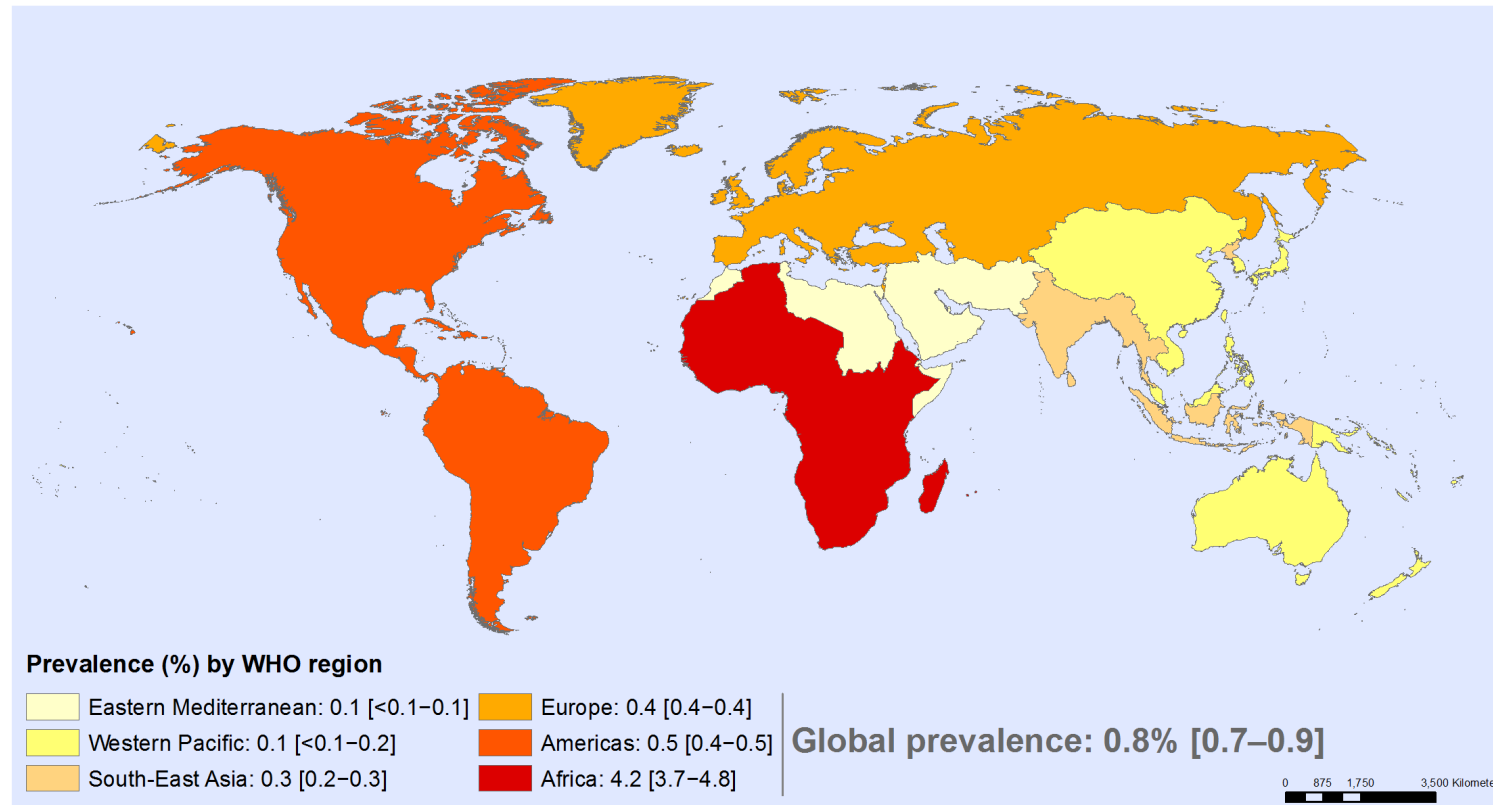 Prevalence (%) by WHO region
Eastern Mediterranean: 0.1 [<0.1−0.1]
Western Pacific: 0.1 [<0.1−0.2]
South-East Asia: 0.3 [0.2−0.3]
Europe: 0.4 [0.4−0.4]
Americas: 0.5 [0.4−0.5]
Africa: 4.2 [3.7−4.8]
Global prevalence: 0.8% [0.7–0.9]
0 875 1,750 3,500 Kilomete